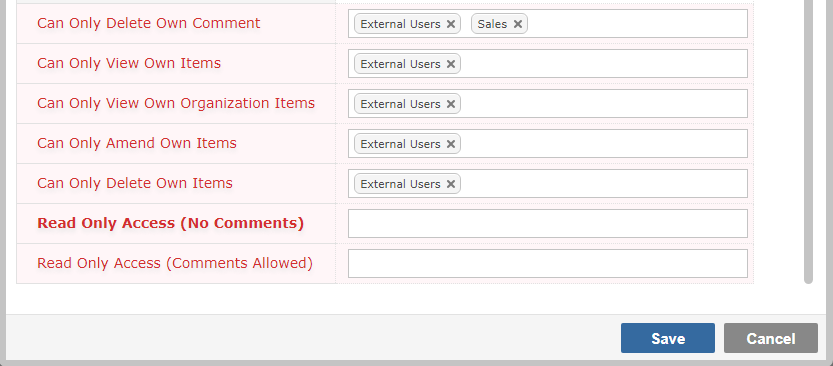 Can Only Delete Own Comment External Users × Sales ×
Can Only View Own Items External Users ×
Can Only View Own Organization Items External Users ×
Can Only Amend Own Items External Users ×
Can Only Delete Own Items External Users ×
Read Only Access (No Comments)
Read Only Access (Comments Allowed)
Save Cancel